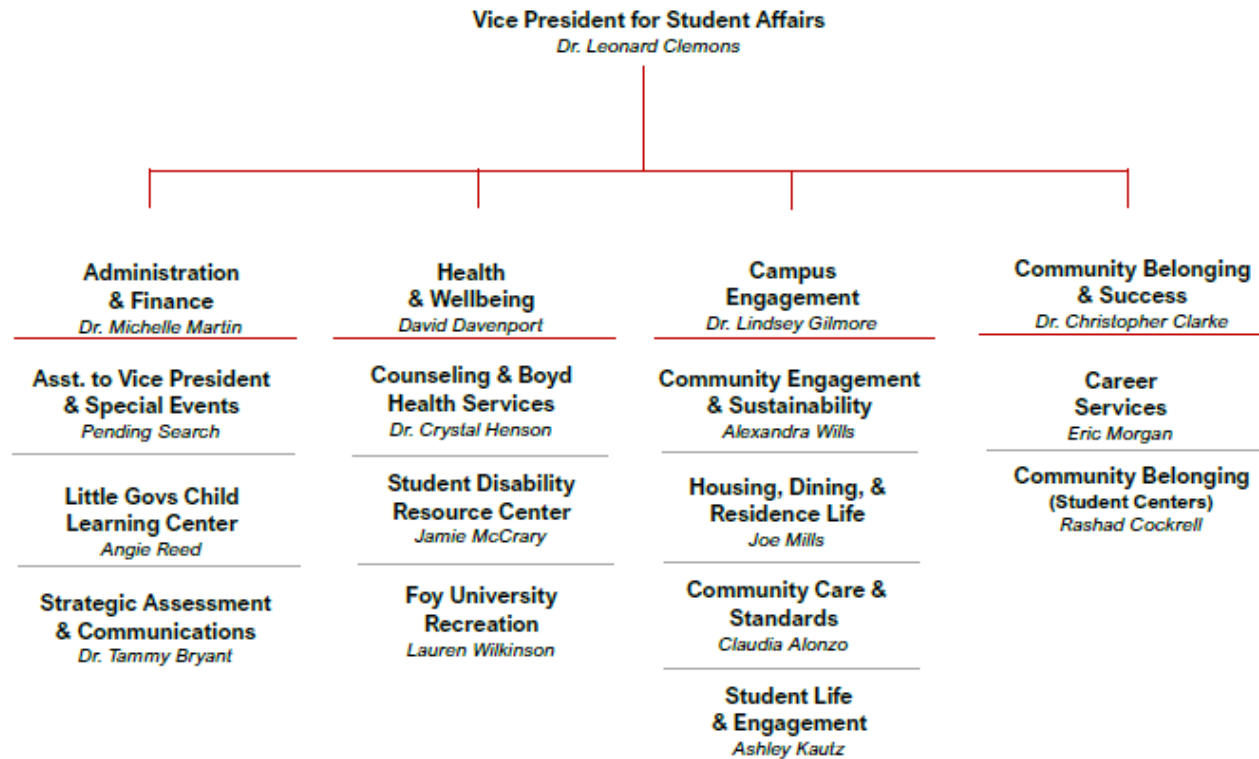 Vice President for Student Affairs
Dr. Leonard Clemons
Administration
& Finance
Dr. Michelle Martin
Asst. to Vice President
& Special Events
Pending Search
Little Govs Child
Learning Center
Angie Reed
Strategic Assessment
& Communications
Dr. Tammy Bryant
Health
& Wellbeing
David Davenport
Counseling & Boyd
Health Services
Dr. Crystal Henson
Student Disability
Resource Center
Jamie McCrary
Foy University
Recreation
Lauren Wilkinson
Campus
Engagement
Dr. Lindsey Gilmore
Community Engagement
& Sustainability
Alexandra Wills
Housing, Dining, &
Residence Life
Joe Mills
Community Care &
Standards
Claudia Alonzo
Student Life
& Engagement
Ashley Kautz
Community Belonging
& Success
Dr. Christopher Clarke
Career
Services
Eric Morgan
Community Belonging
(Student Centers)
Rashad Cockrell